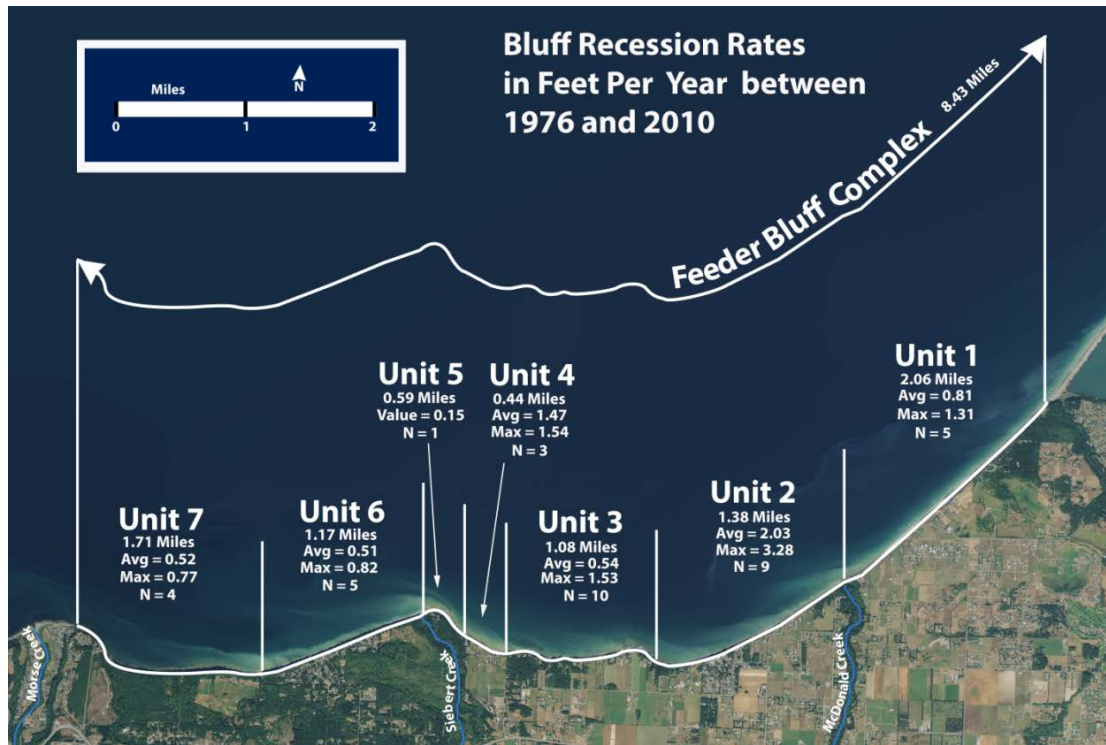 Bluff Recession Rates
in Feet Per Year between
1976 and 2010
Miles
N
0 1 2
Feeder Bluff Complex 8.43 Miles
Unit 1
2.06 Miles
Avg = 0.81
Max = 1.31
N = 5
Unit 5
0.59 Miles
Value = 0.15
N = 1
Unit 4
0.44 Miles
Avg = 1.47
Max = 1.54
N = 3
Unit 2
1.38 Miles
Avg = 2.03
Max = 3.28
N = 9
Unit 7
1.71 Miles
Avg = 0.52
Max = 0.77
N = 4
Unit 6
1.17 Miles
Avg = 0.51
Max = 0.82
N = 5
Unit 3
1.08 Miles
Avg = 0.54
Max = 1.53
N = 10
Morse Creek
Siebert Creek
McDonald Creek